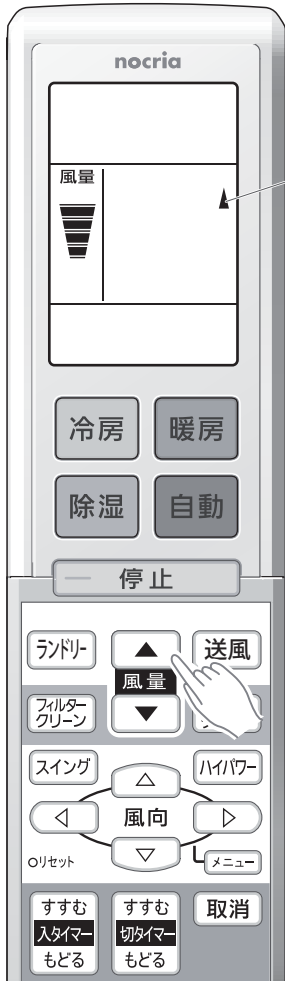 nocria
風量
冷房
暖房
除湿
自動
停止
ランドリー
▲
送風
風量
フィルター
クリーン
▼
スイング
△
ハイパワー
◁
風向
▷
リセット
▽
メニュー
すすむ
入タイマー
もどる
すすむ
切タイマー
もどる
取消